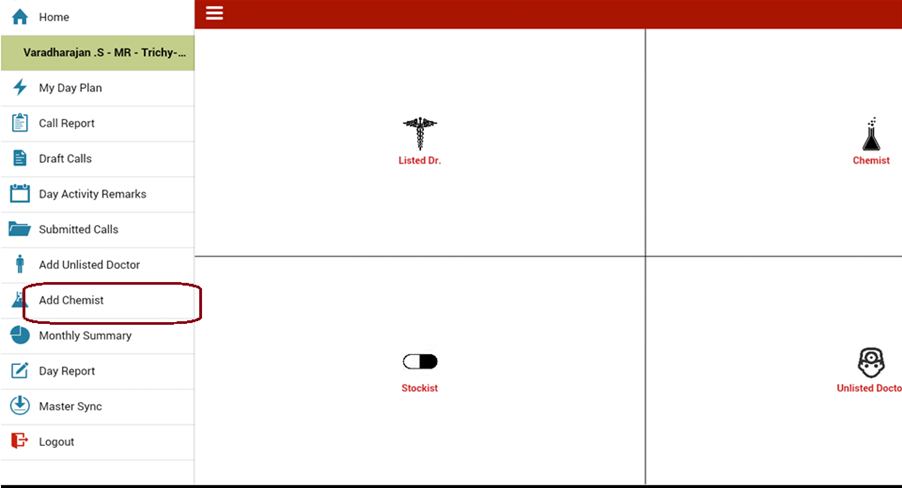 Home
Varadharajan .S - MR - Trichy-...
My Day Plan
Call Report
Draft Calls
Day Activity Remarks
Submitted Calls
Add Unlisted Doctor
Add Chemist
Monthly Summary
Day Report
Master Sync
Logout
Listed Dr.
Chemist
Stockist
Unlisted Docto